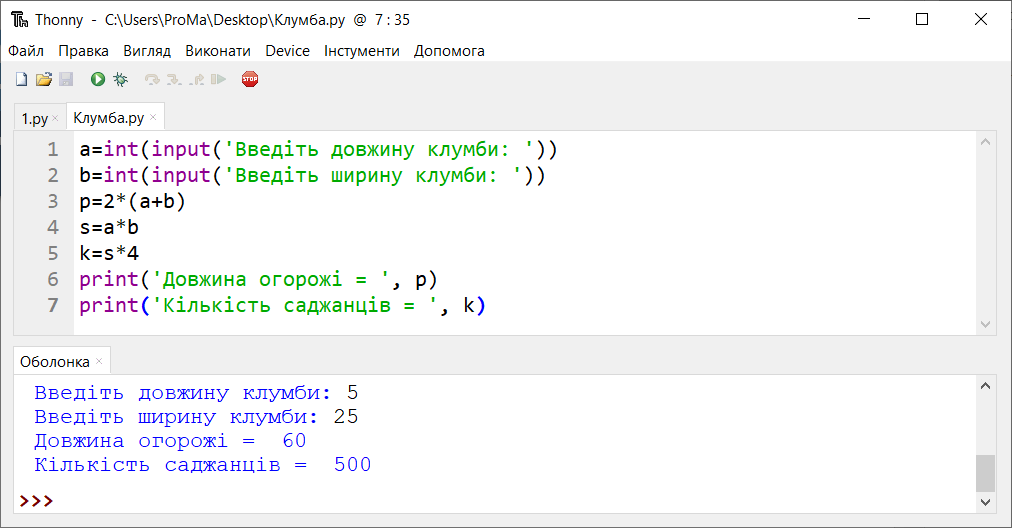 Thonny - C:\Users\ProMa\Desktop\Клумба.py @ 7 : 35
Файл Правка Вигляд Виконати Device Інстументи Допомога
STOP
1.py Клумба.py
1 a=int(input('Введіть довжину клумби: '))
2 b=int(input('Введіть ширину клумби: '))
3 p=2*(a+b)
4 s=a*b
5 k=s*4
6 print('Довжина огорожі = ', p)
7 print('Кількість саджанців = ', k)
Оболонка
Введіть довжину клумби: 5
Введіть ширину клумби: 25
Довжина огорожі =  60
Кількість саджанців =  500
>>>